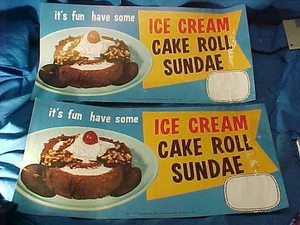 it's fun have some
ICE CREAM
CAKE ROLL
SUNDAE
it's fun have some
ICE CREAM
CAKE ROLL
SUNDAE